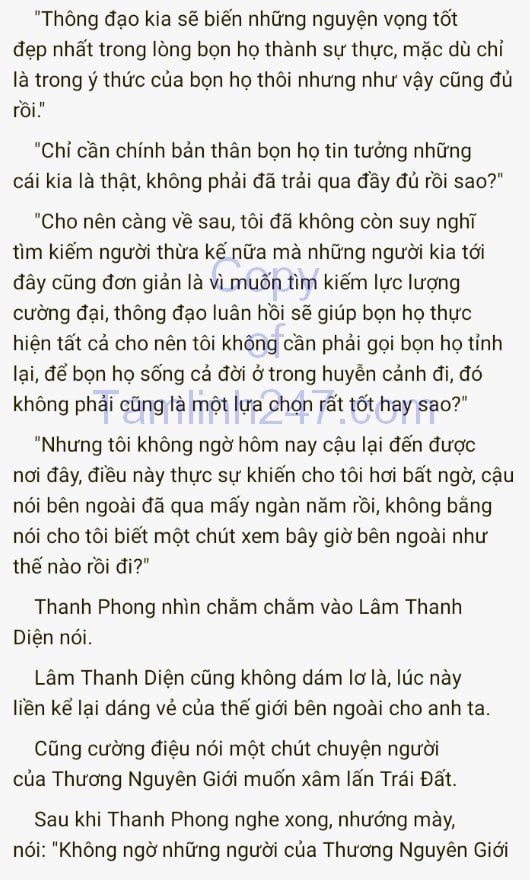 "Thông đạo kia sẽ biến những nguyện vọng tốt
đẹp nhất trong lòng bọn họ thành sự thực, mặc dù chỉ
là trong ý thức của bọn họ thôi nhưng như vậy cũng đủ
rồi."
"Chỉ cần chính bản thân bọn họ tin tưởng những
cái kia là thật, không phải đã trải qua đầy đủ rồi sao?"
"Cho nên càng về sau, tôi đã không còn suy nghĩ
tìm kiếm người thừa kế nữa mà những người kia tới
đây cũng đơn giản là vì muốn tìm kiếm lực lượng
cường đại, thông đạo luân hồi sẽ giúp bọn họ thực
hiện tất cả cho nên tôi không cần phải gọi bọn họ tỉnh
lại, để bọn họ sống cả đời ở trong huyễn cảnh đi, đó
không phải cũng là một lựa chọn rất tốt hay sao?"
Copy
of
Tamlinh247.com
"Nhưng tôi không ngờ hôm nay cậu lại đến được
nơi đây, điều này thực sự khiến cho tôi hơi bất ngờ, cậu
nói bên ngoài đã qua mấy ngàn năm rồi, không bằng
nói cho tôi biết một chút xem bây giờ bên ngoài như
thế nào rồi đi?"
Thanh Phong nhìn chằm chằm vào Lâm Thanh
Diện nói.
Lâm Thanh Diện cũng không dám lơ là, lúc này
liền kể lại dáng vẻ của thế giới bên ngoài cho anh ta.
Cũng cường điệu nói một chút chuyện người
của Thương Nguyên Giới muốn xâm lấn Trái Đất.
Sau khi Thanh Phong nghe xong, nhướng mày,
nói: "Không ngờ những người của Thương Nguyên Giới